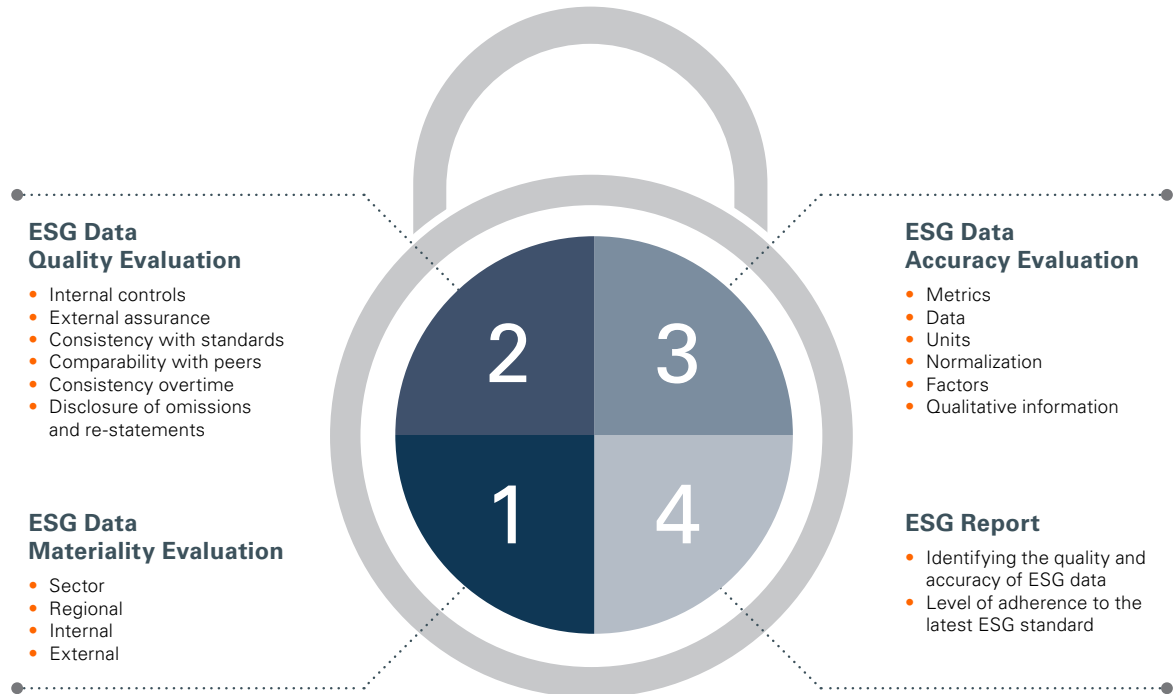 ESG Data
Quality Evaluation
• Internal controls
• External assurance
• Consistency with standards
• Comparability with peers
• Consistency overtime
• Disclosure of omissions
and re-statements
ESG Data
Materiality Evaluation
• Sector
• Regional
• Internal
• External
2
3
1
4
ESG Data
Accuracy Evaluation
• Metrics
• Data
• Units
• Normalization
• Factors
• Qualitative information
ESG Report
• Identifying the quality and
accuracy of ESG data
• Level of adherence to the
latest ESG standard